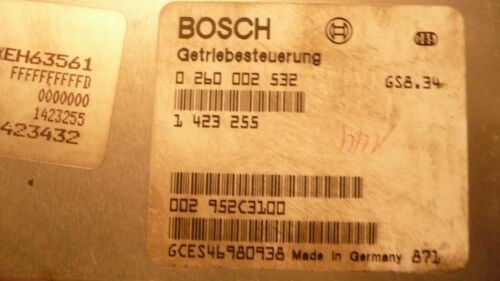 XEH63561
FFFFFFFFFFD
0000000
1423255
423432
BOSCH
Getriebesteuerung
0 260 002 532 GS8.34
1 423 255
002 952C3100
GCES46980938 Made in Germany 871